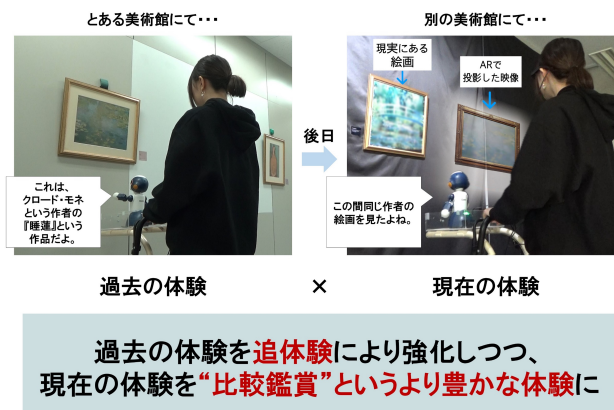 とある美術館にて・・・
別の美術館にて・・・
現実にある
絵画
ARで
投影した映像
後日
これは、
クロード・モネ
という作者の
『睡蓮』という
作品だよ。
この間同じ作者の
絵画を見たよね。
過去の体験
×
現在の体験
過去の体験を追体験により強化しつつ、
現在の体験を“比較鑑賞”というより豊かな体験に